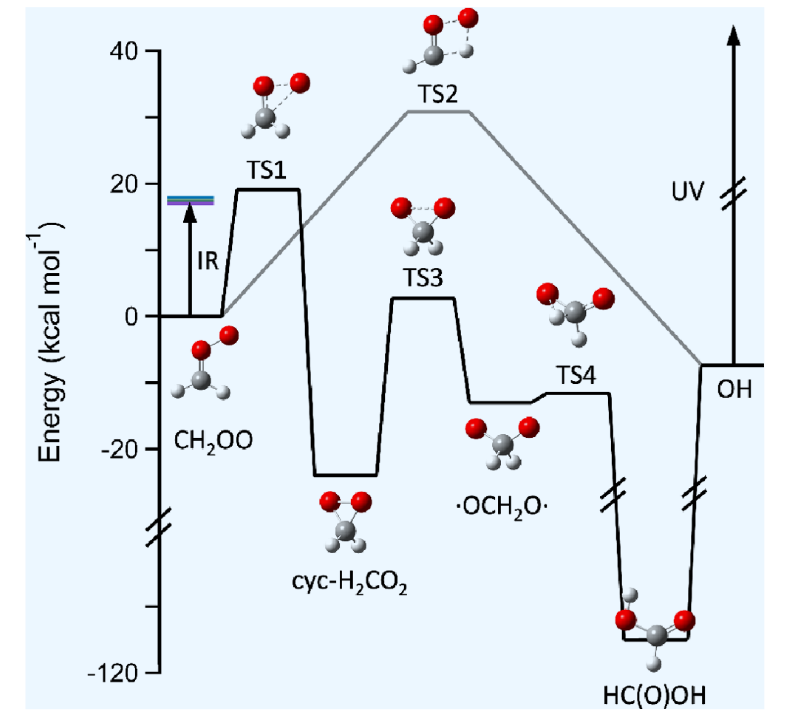 40
20
0
-20
-120
Energy (kcal mol⁻¹)
TS2
TS1
UV
IR
TS3
TS4
OH
CH₂OO
·OCH₂O·
cyc-H₂CO₂
HC(O)OH